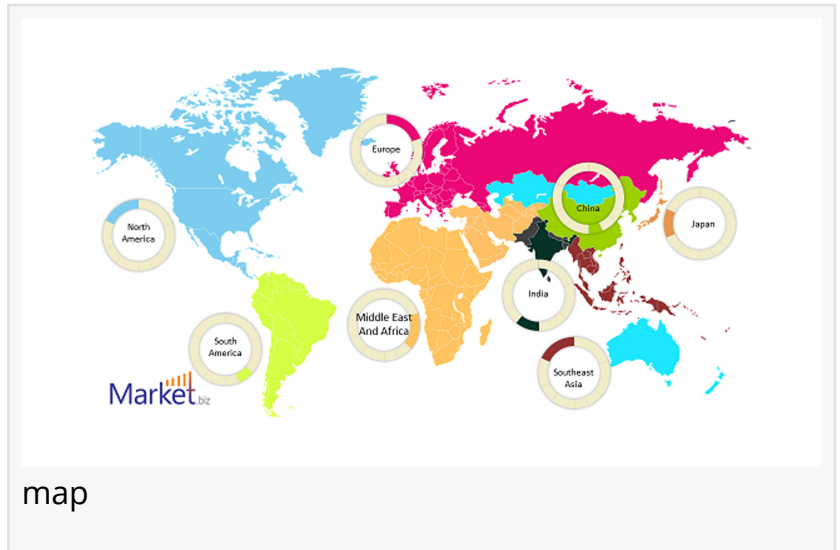 Europe
China
North
America
Japan
India
Middle East
And Africa
South
America
Southeast
Asia
Market.biz
map